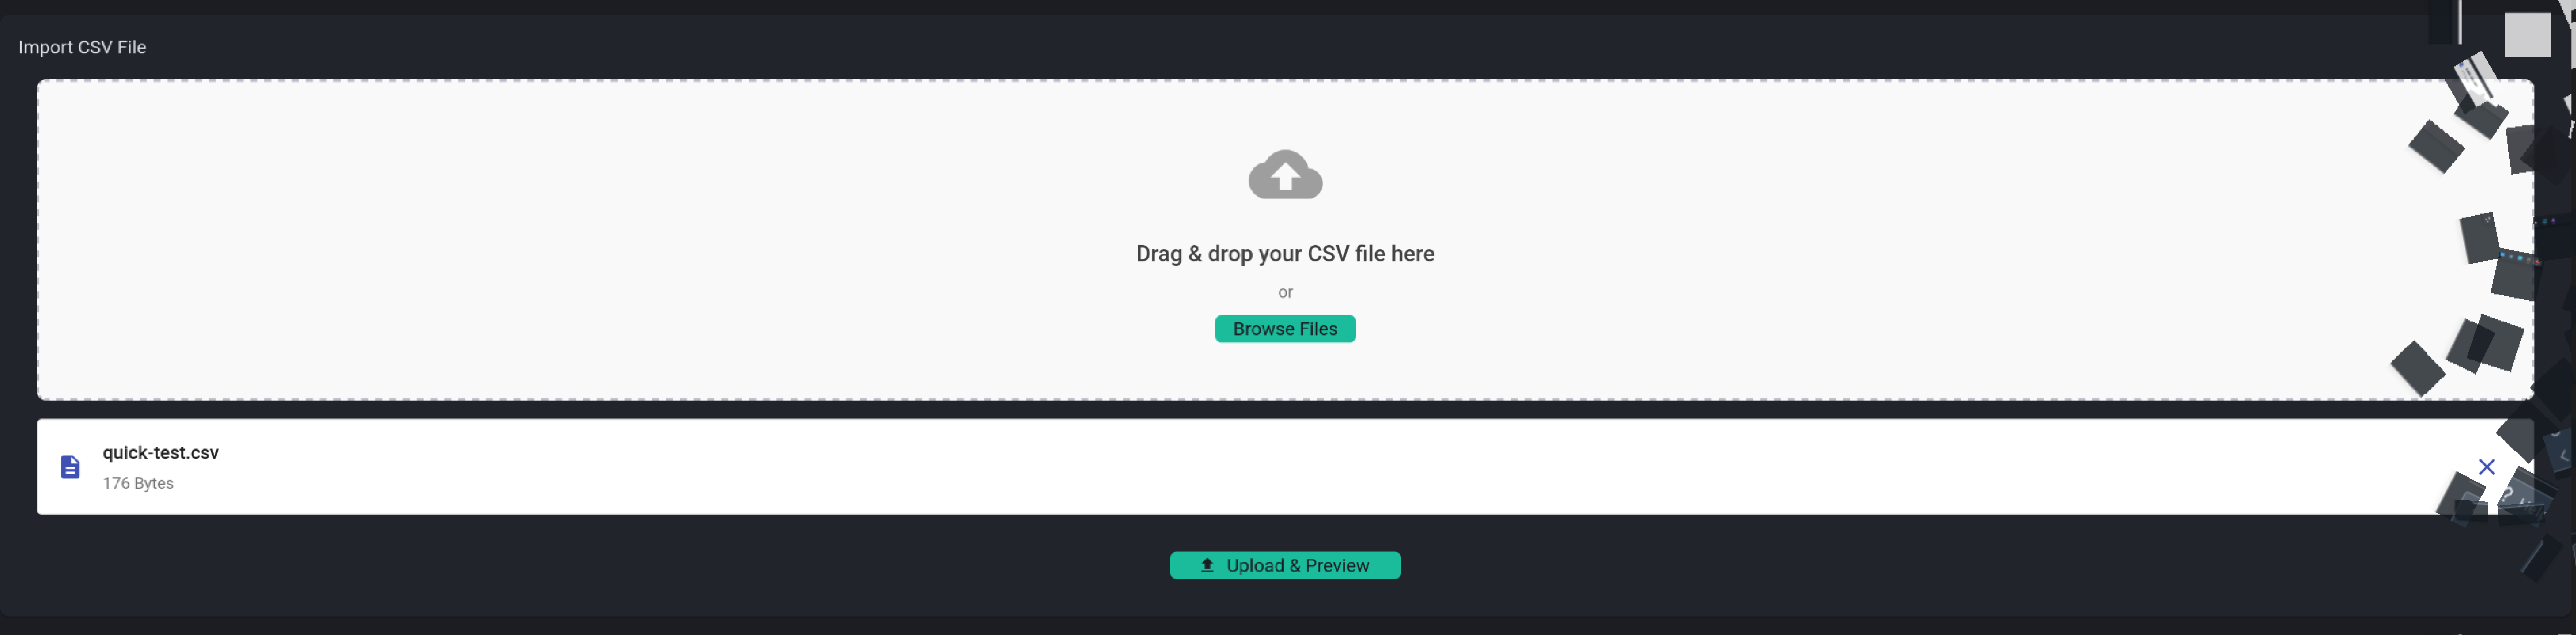 Import CSV File
Drag & drop your CSV file here
or
Browse Files
quick-test.csv
176 Bytes
Upload & Preview